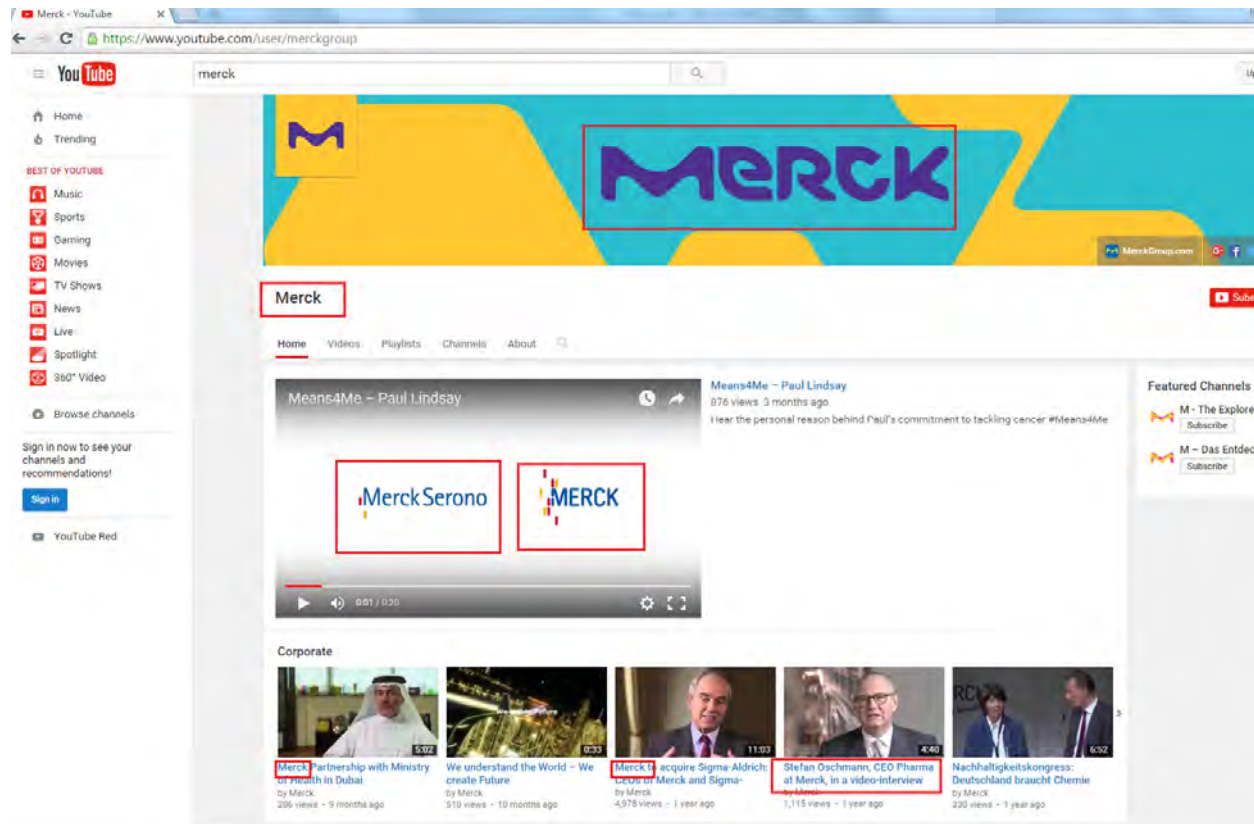 Merck - YouTube
https://www.youtube.com/user/merckgroup
You Tube
merck
Home
Trending
BEST OF YOUTUBE
Music
Sports
Gaming
Movies
TV Shows
News
Live
Spotlight
360° Video
Browse channels
Sign in now to see your
channels and
recommendations!
Sign in
YouTube Red
MERCK
MerckGroup.com
Merck
Home Videos Playlists Channels About
Means4Me – Paul Lindsay
Merck Serono
MERCK
0:01 / 0:30
Means4Me – Paul Lindsay
876 views 3 months ago
Hear the personal reason behind Paul's commitment to tackling cancer #Means4Me
Featured Channels
M - The Explore
Subscribe
M – Das Entdec
Subscribe
Corporate
5:02
Merck Partnership with Ministry
of Health in Dubai
by Merck
206 views - 9 months ago
0:33
We understand the World – We
create Future
by Merck
510 views - 10 months ago
11:03
Merck to acquire Sigma-Aldrich:
CEOs of Merck and Sigma-
by Merck
4,978 views - 1 year ago
4:40
Stefan Oschmann, CEO Pharma
at Merck, in a video-interview
by Merck
1,115 views - 1 year ago
6:52
Nachhaltigkeitskongress:
Deutschland braucht Chemie
by Merck
230 views - 1 year ago